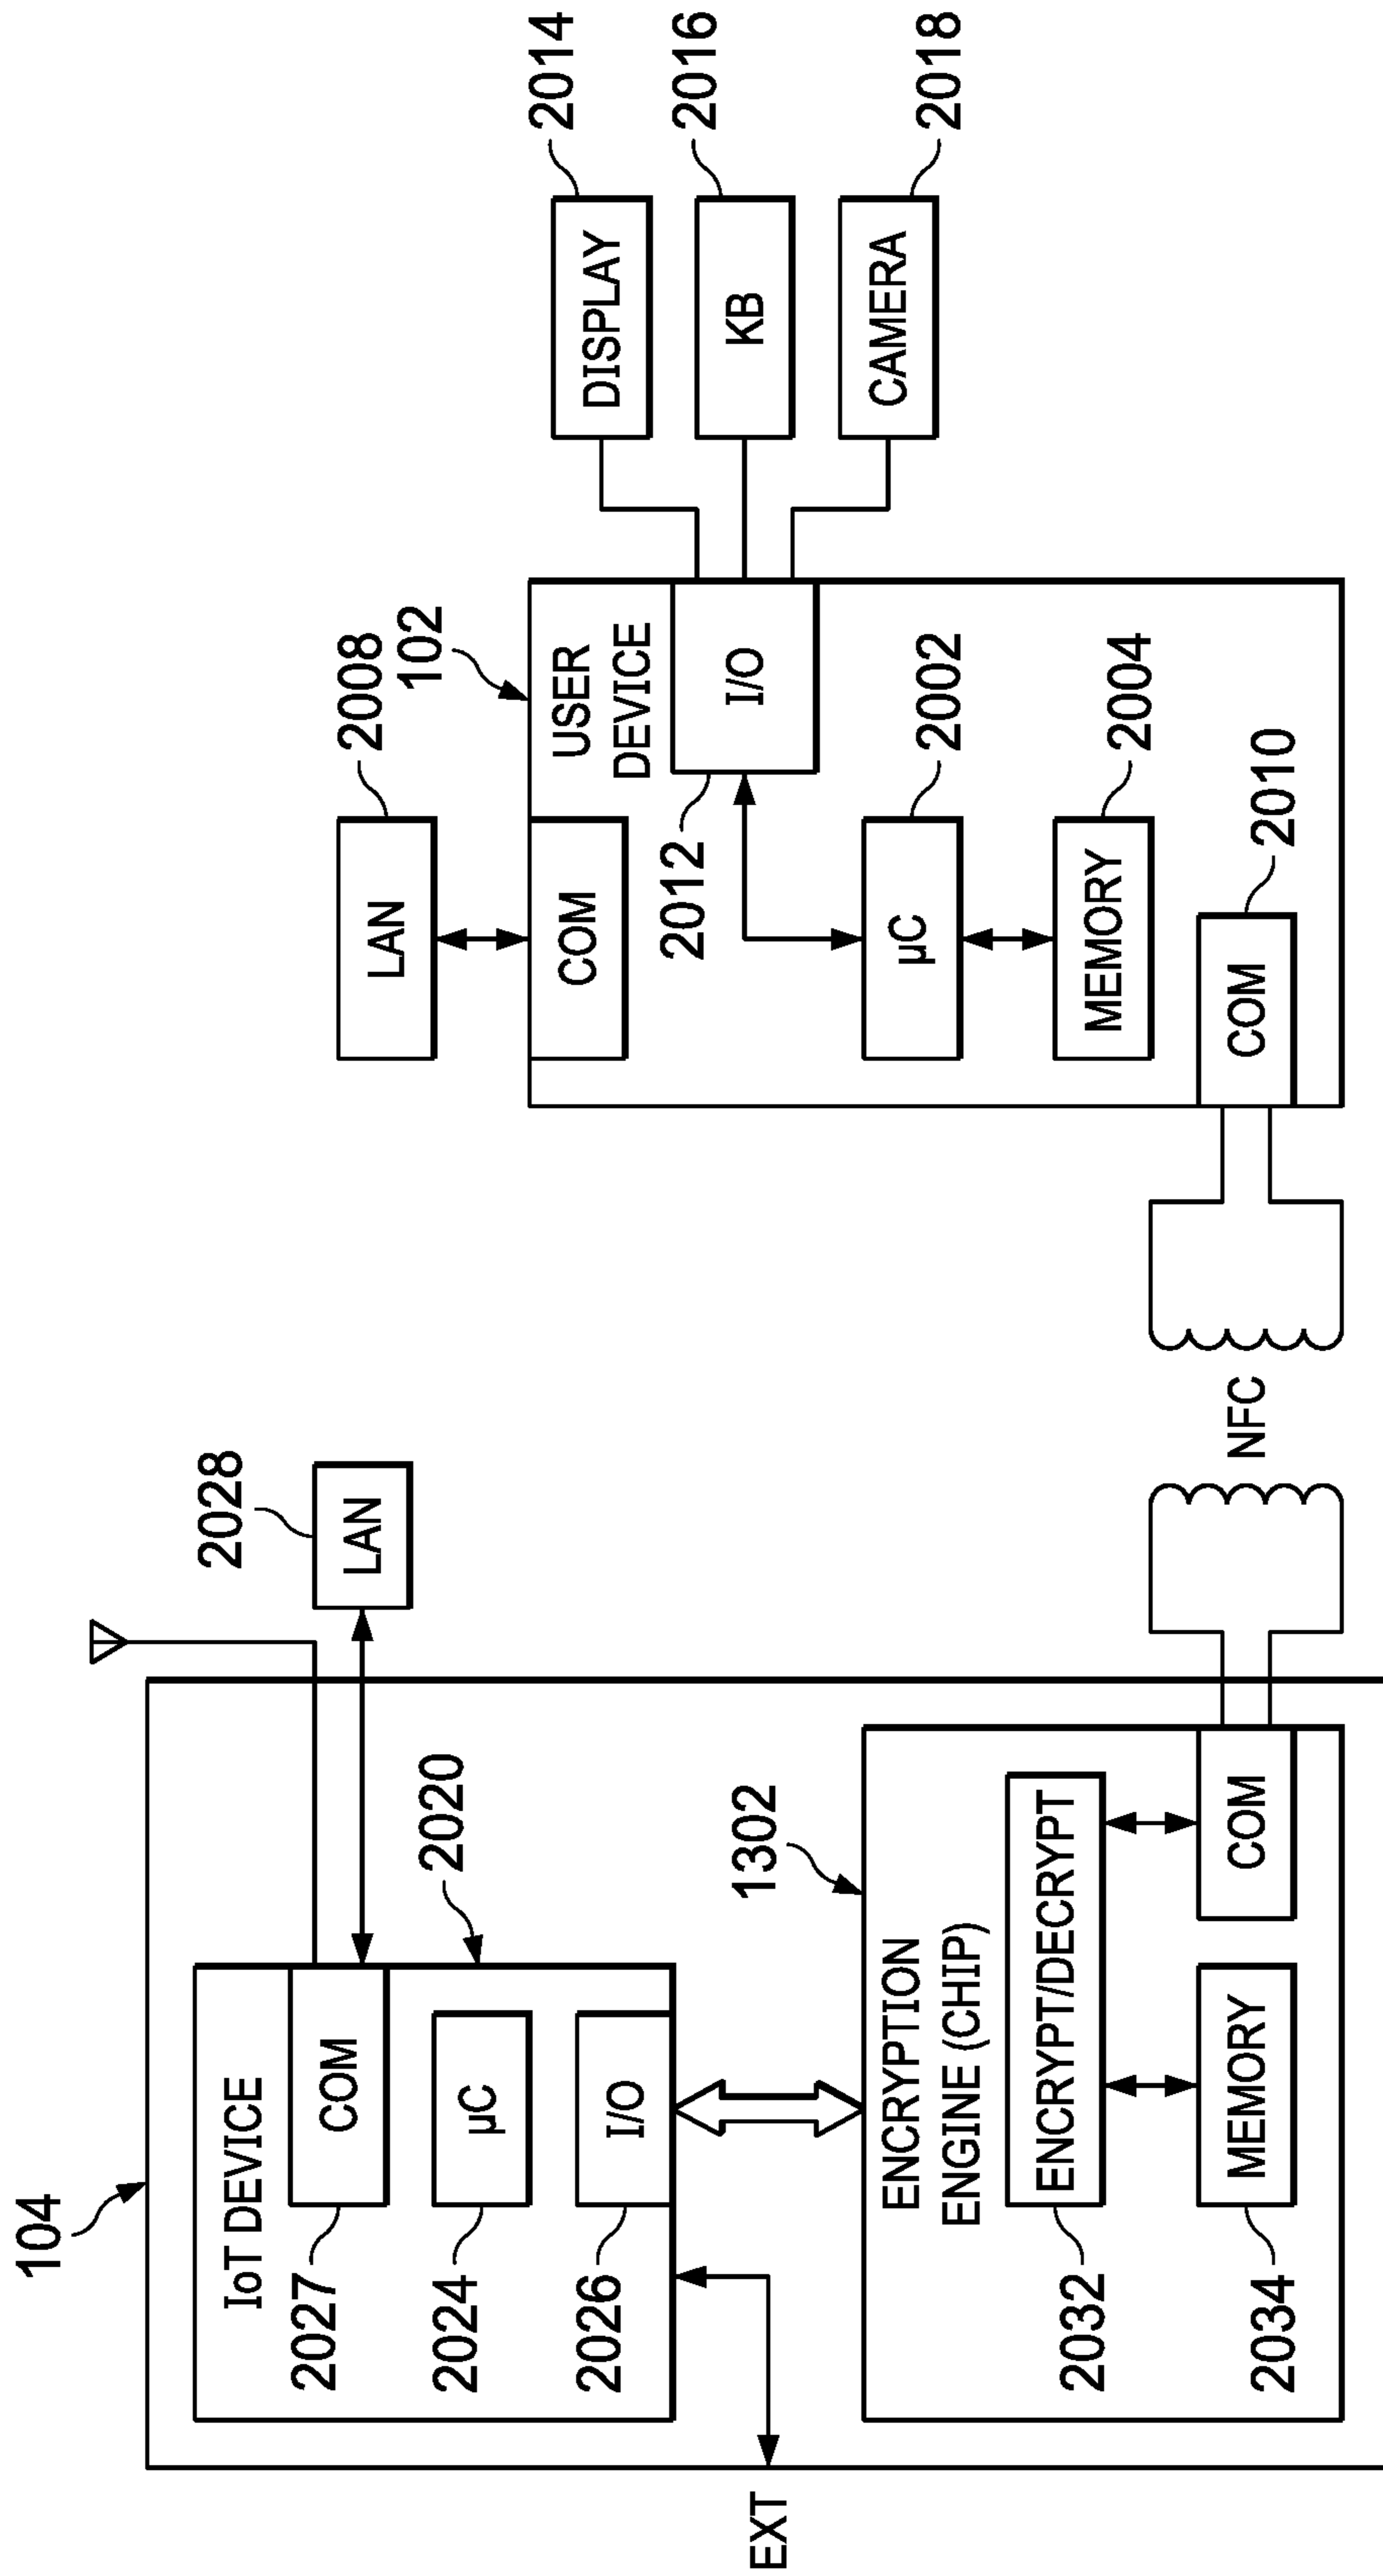 104
IoT DEVICE
2027
COM
2024
µC
2026
I/O
2020
2028
LAN
EXT
1302
ENCRYPTION
ENGINE (CHIP)
2032
ENCRYPT/DECRYPT
2034
MEMORY
COM
NFC
LAN
2008
102
USER
DEVICE
COM
2012
I/O
µC
2002
MEMORY
2004
COM
2010
DISPLAY
2014
KB
2016
CAMERA
2018